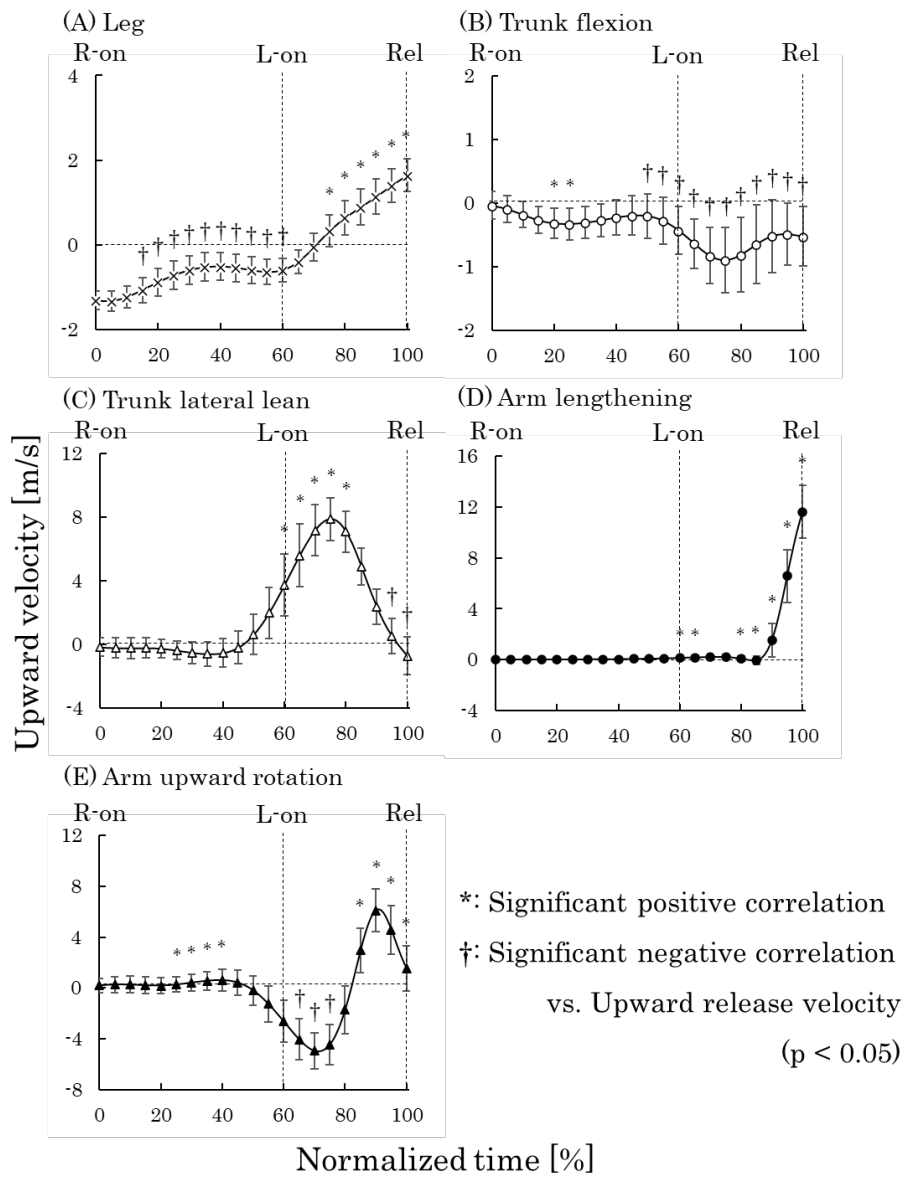 (A) Leg
R-on L-on Rel
4
2
0
-2
0 20 40 60 80 100
* * * * * *
† † † † † † † † † †
(B) Trunk flexion
R-on L-on Rel
2
1
0
-1
-2
0 20 40 60 80 100
* *
† † † † † † † † † † †
(C) Trunk lateral lean
R-on L-on Rel
12
8
4
0
-4
0 20 40 60 80 100
* * * * *
† †
(D) Arm lengthening
R-on L-on Rel
16
12
8
4
0
-4
0 20 40 60 80 100
* * * * * * *
(E) Arm upward rotation
R-on L-on Rel
12
8
4
0
-4
-8
0 20 40 60 80 100
* * * * * * * *
† † †
Upward velocity [m/s]
Normalized time [%]
*: Significant positive correlation
†: Significant negative correlation
vs. Upward release velocity
(p < 0.05)